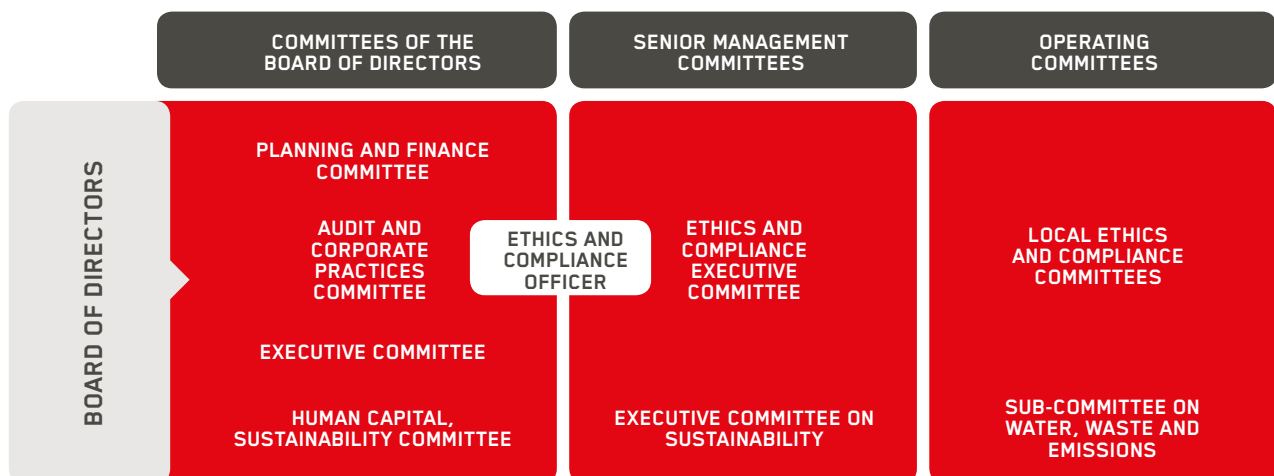 COMMITTEES OF THE
BOARD OF DIRECTORS
SENIOR MANAGEMENT
COMMITTEES
OPERATING
COMMITTEES
BOARD OF DIRECTORS
PLANNING AND FINANCE
COMMITTEE
AUDIT AND
CORPORATE
PRACTICES
COMMITTEE
EXECUTIVE COMMITTEE
HUMAN CAPITAL,
SUSTAINABILITY COMMITTEE
ETHICS AND
COMPLIANCE
OFFICER
ETHICS AND
COMPLIANCE
EXECUTIVE
COMMITTEE
EXECUTIVE COMMITTEE ON
SUSTAINABILITY
LOCAL ETHICS
AND COMPLIANCE
COMMITTEES
SUB-COMMITTEE ON
WATER, WASTE AND
EMISSIONS